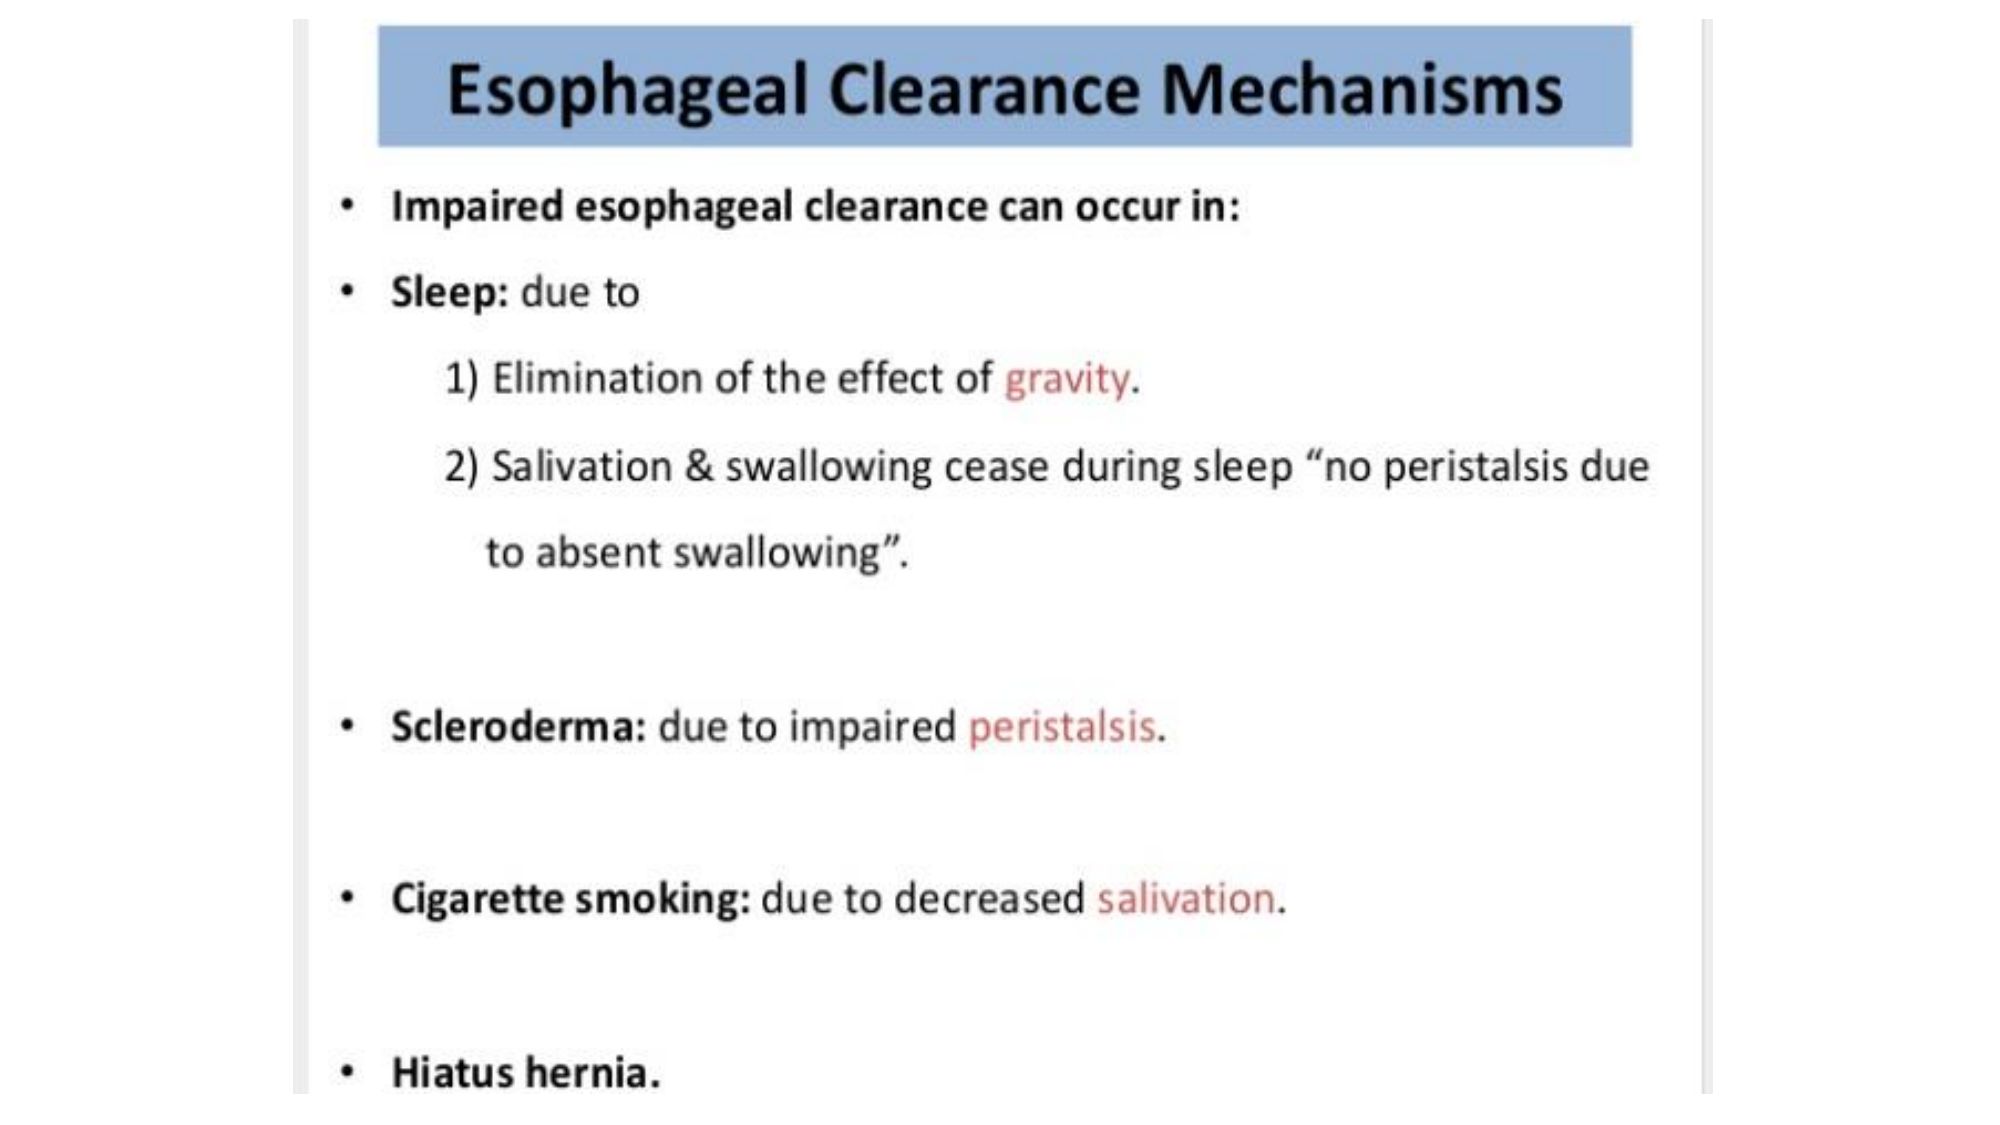 Esophageal Clearance Mechanisms
• Impaired esophageal clearance can occur in:
• Sleep: due to
1) Elimination of the effect of gravity.
2) Salivation & swallowing cease during sleep “no peristalsis due
to absent swallowing”.
• Scleroderma: due to impaired peristalsis.
• Cigarette smoking: due to decreased salivation.
• Hiatus hernia.